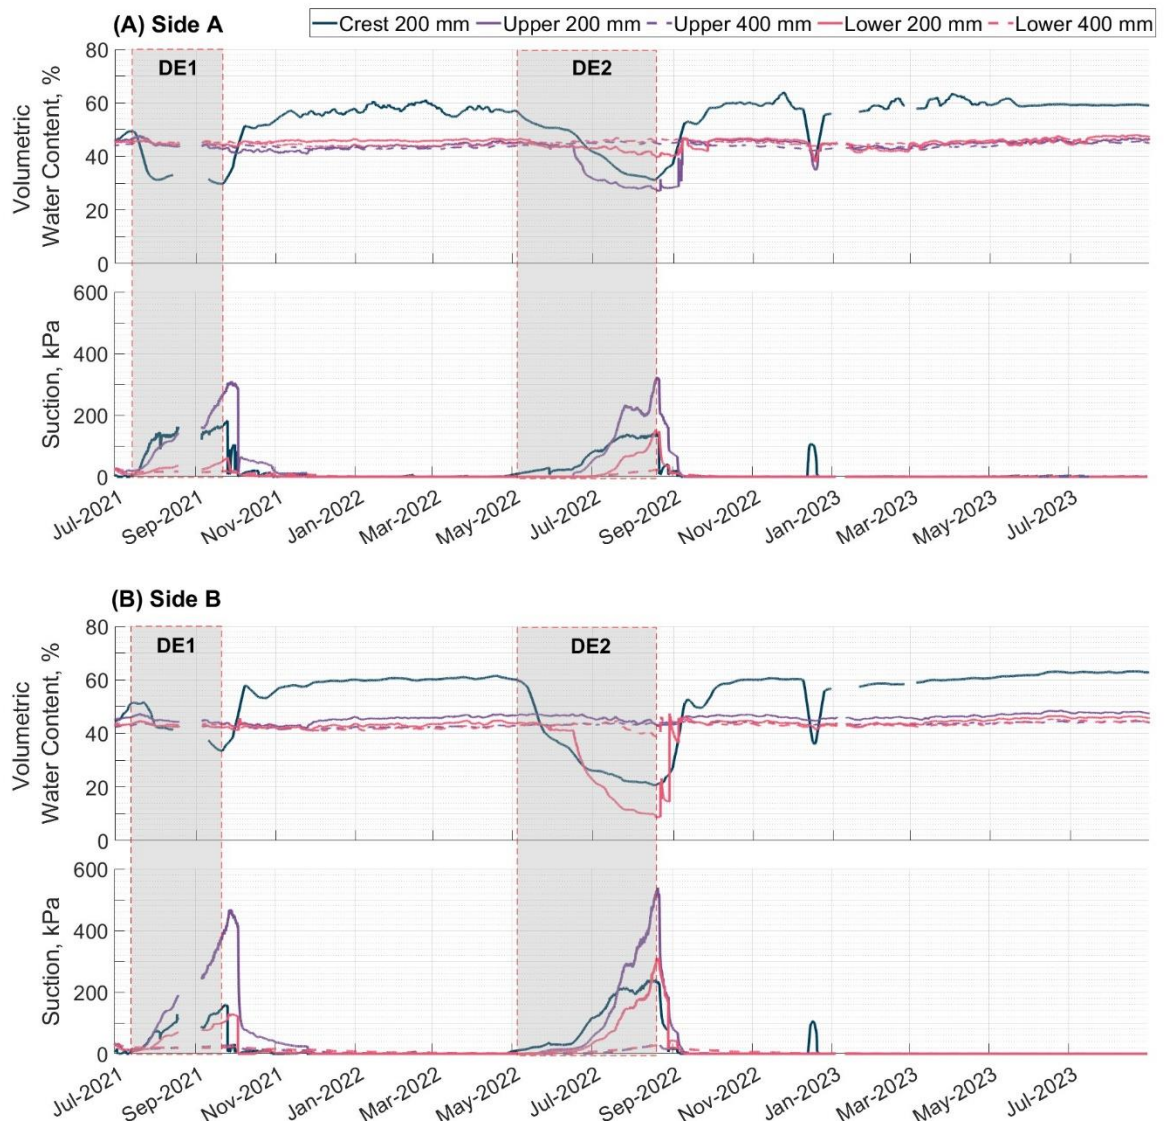 (A) Side A
Crest 200 mm Upper 200 mm Upper 400 mm Lower 200 mm Lower 400 mm
DE1 DE2
Volumetric
Water Content, %
80
60
40
20
0
Suction, kPa
600
400
200
0
Jul-2021 Sep-2021 Nov-2021 Jan-2022 Mar-2022 May-2022 Jul-2022 Sep-2022 Nov-2022 Jan-2023 Mar-2023 May-2023 Jul-2023
(B) Side B
DE1 DE2
Volumetric
Water Content, %
80
60
40
20
0
Suction, kPa
600
400
200
0
Jul-2021 Sep-2021 Nov-2021 Jan-2022 Mar-2022 May-2022 Jul-2022 Sep-2022 Nov-2022 Jan-2023 Mar-2023 May-2023 Jul-2023